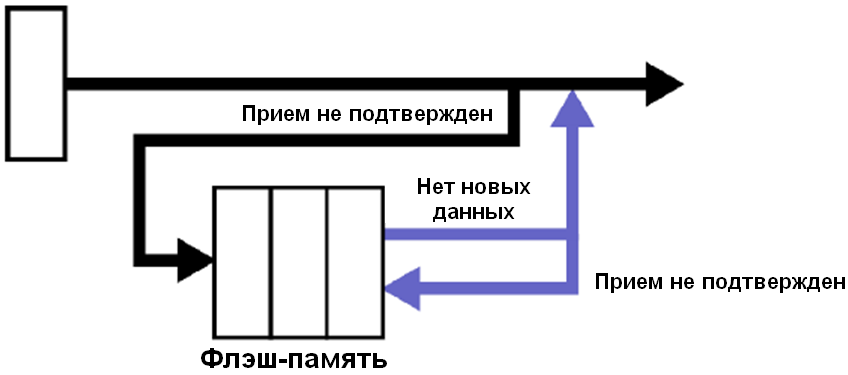 Прием не подтвержден
Нет новых
данных
Прием не подтвержден
Флэш-память